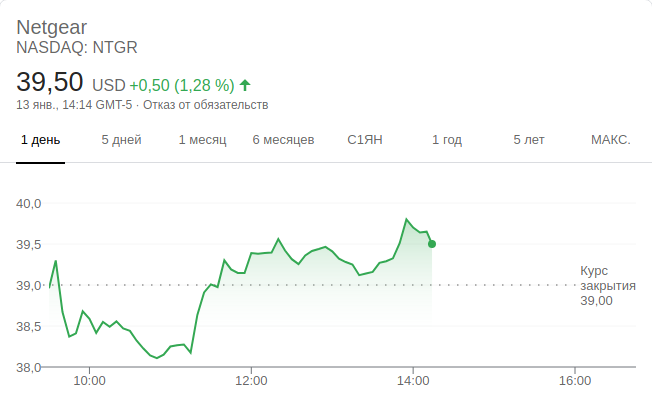 Netgear
NASDAQ: NTGR
39,50 USD +0,50 (1,28 %)
13 янв., 14:14 GMT-5 · Отказ от обязательств
1 день 5 дней 1 месяц 6 месяцев С1ЯН 1 год 5 лет МАКС.
40,0
39,5
39,0
38,5
38,0
Курс
закрытия
39,00
10:00 12:00 14:00 16:00